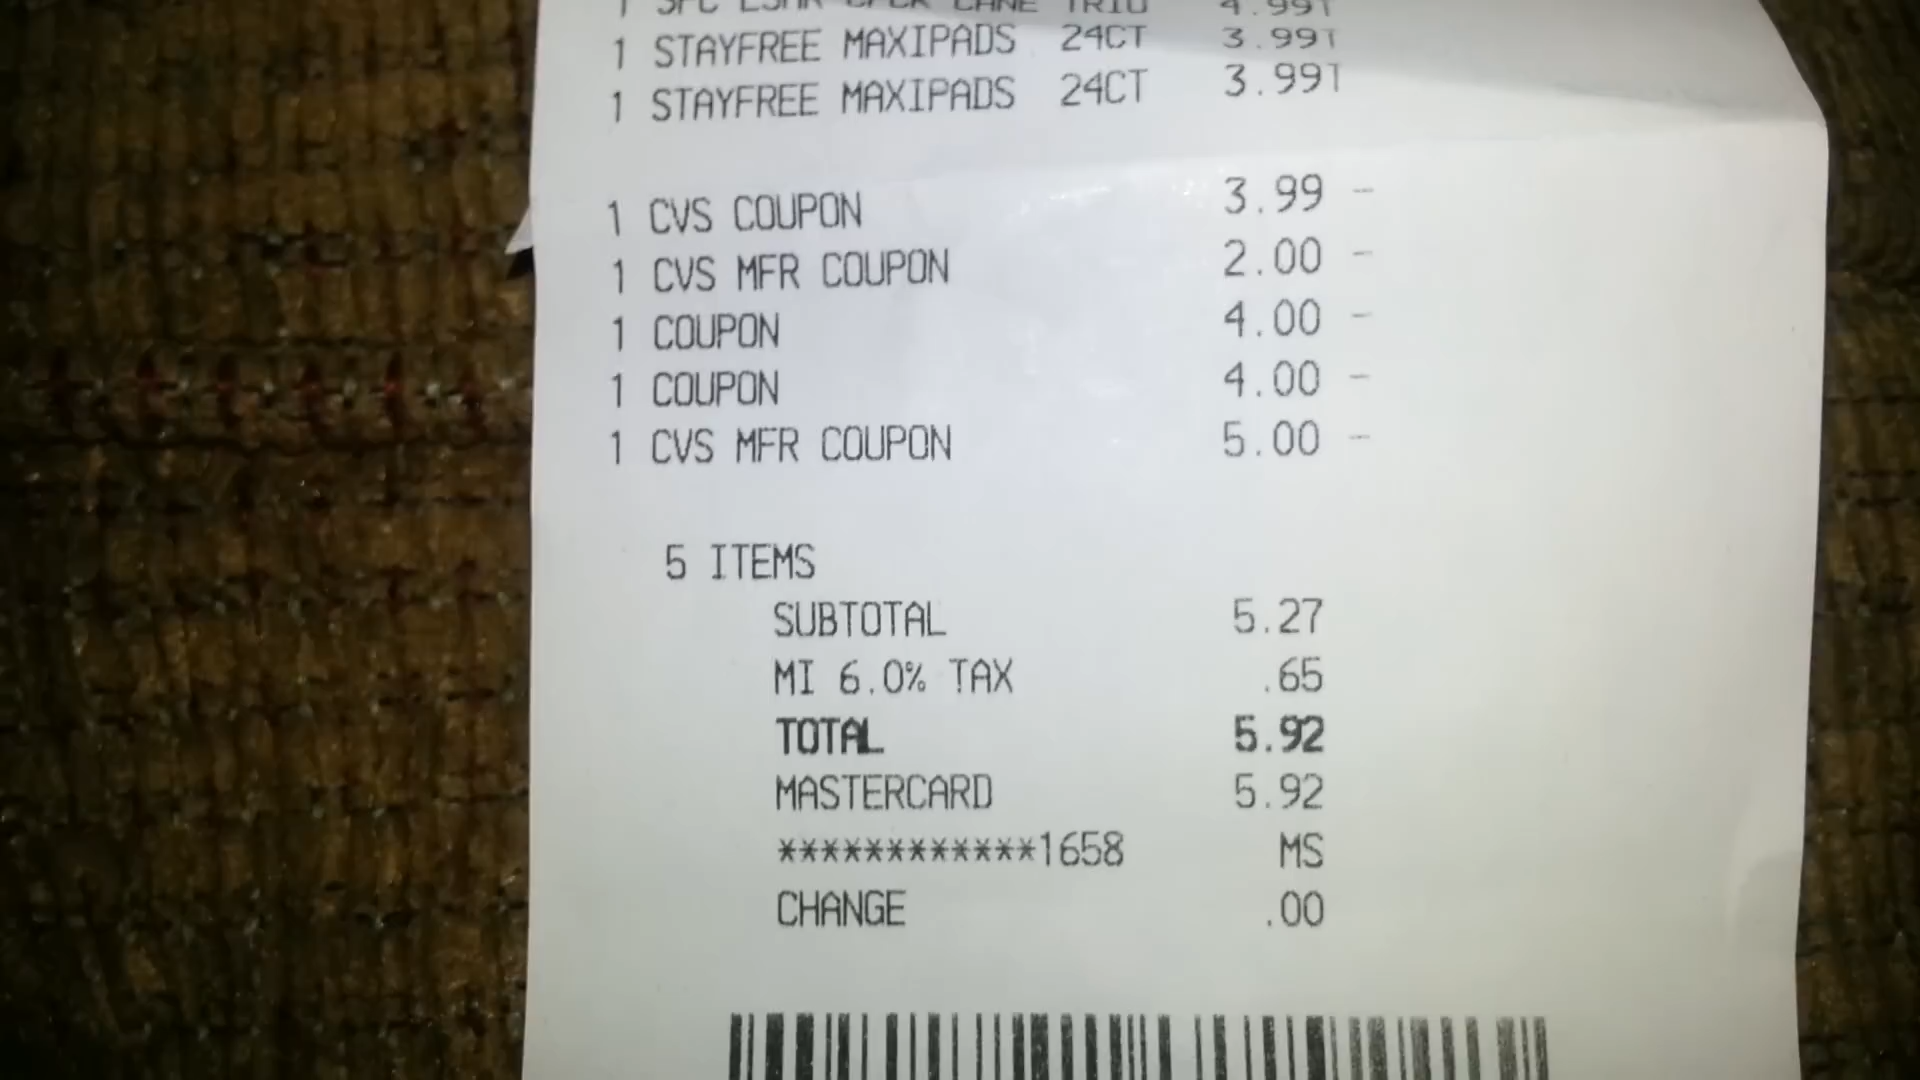 1 STAYFREE MAXIPADS 24CT 3.99T
1 STAYFREE MAXIPADS 24CT 3.99T
1 CVS COUPON 3.99 -
1 CVS MFR COUPON 2.00 -
1 COUPON 4.00 -
1 COUPON 4.00 -
1 CVS MFR COUPON 5.00 -
5 ITEMS
SUBTOTAL 5.27
MI 6.0% TAX .65
TOTAL 5.92
MASTERCARD 5.92
************1658 MS
CHANGE .00